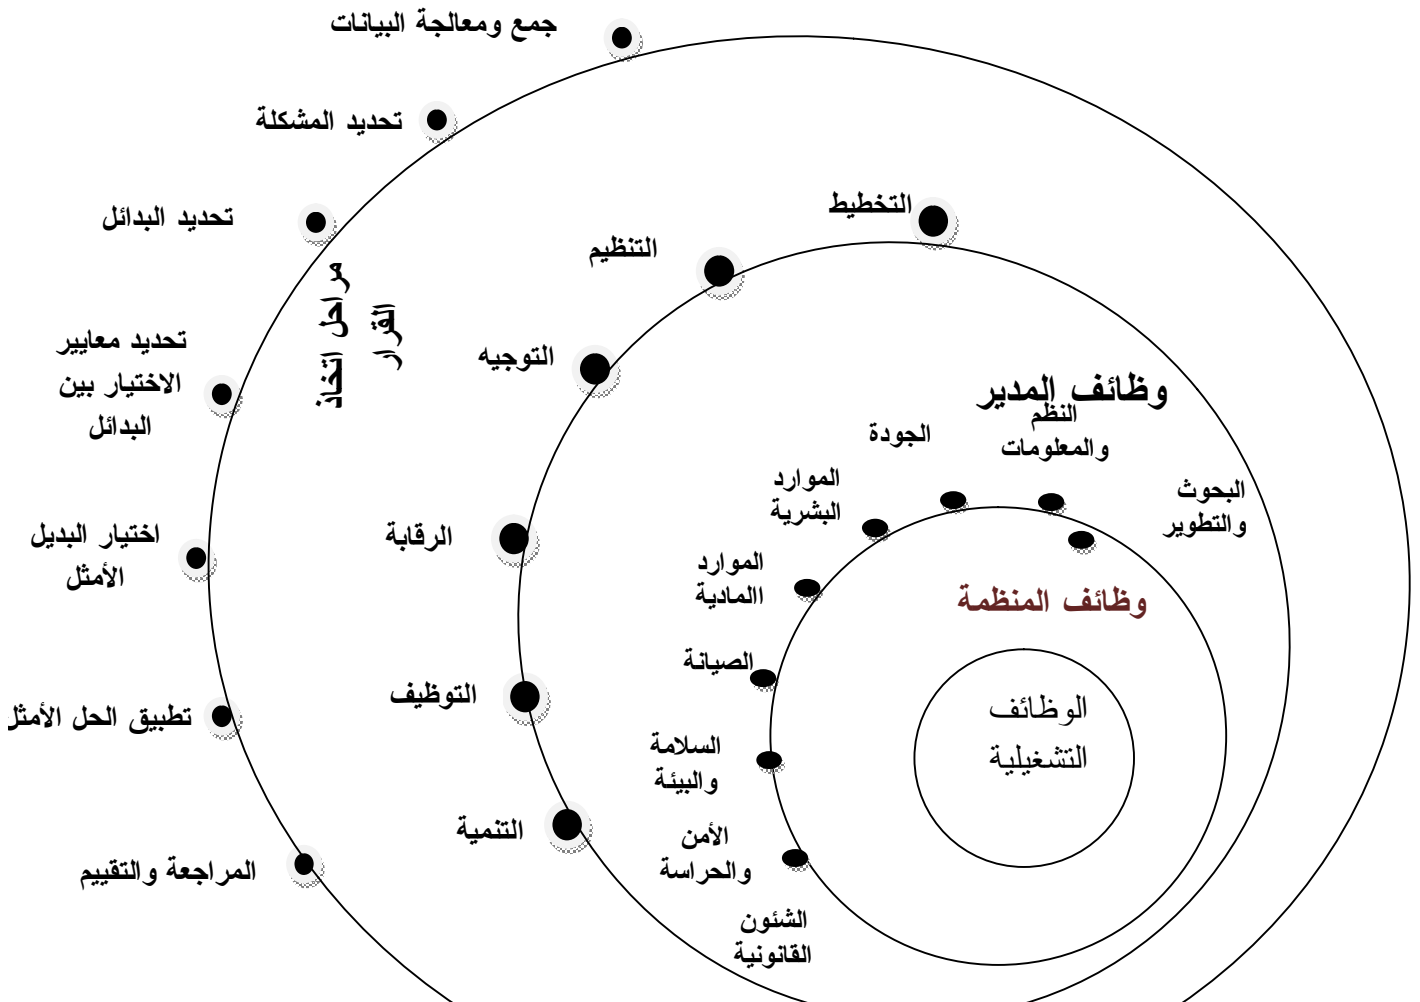 جمع ومعالجة البيانات
تحديد المشكلة
تحديد البدائل
تحديد معايير
الاختيار بين
البدائل
اختيار البديل
الأمثل
تطبيق الحل الأمثل
المراجعة والتقييم
مراحل اتخاذ
القرار
التخطيط
التنظيم
التوجيه
الرقابة
التوظيف
التنمية
وظائف المدير
النظم
والمعلومات
البحوث
والتطوير
الجودة
الموارد
البشرية
الموارد
االمادية
الصيانة
السلامة
والبيئة
الأمن
والحراسة
الشئون
القانونية
وظائف المنظمة
الوظائف
التشغيلية